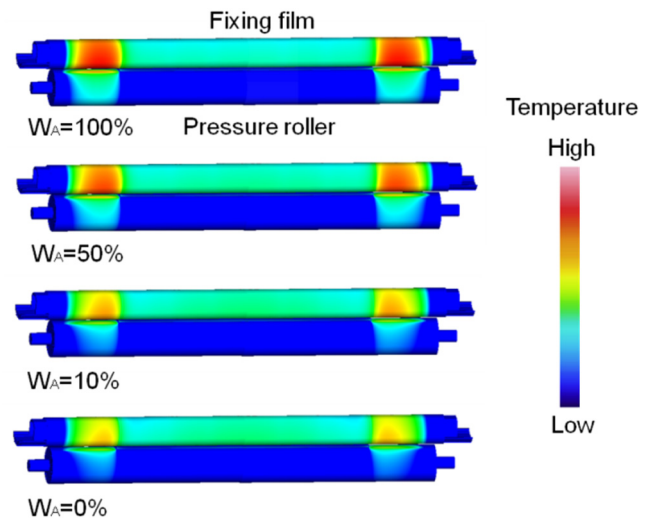 Fixing film
WA=100%
Pressure roller
Temperature
High
WA=50%
WA=10%
Low
WA=0%